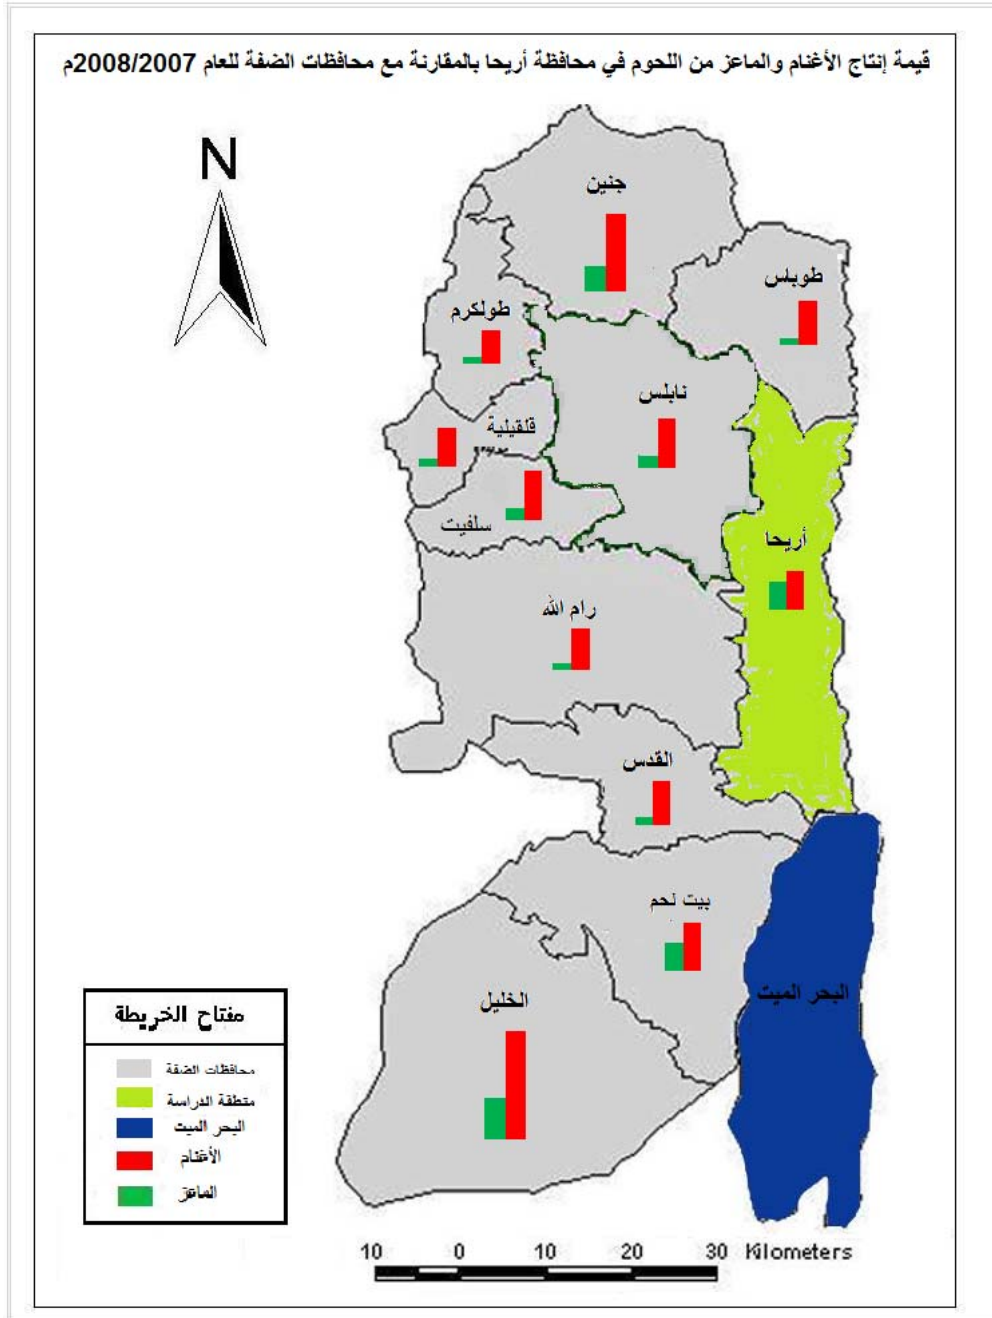 قيمة إنتاج الأغنام والماعز من اللحوم في محافظة أريحا بالمقارنة مع محافظات الضفة للعام 2008/2007م
N
جنين
طوباس
طولكرم
نابلس
قلقيلية
سلفيت
أريحا
رام الله
القدس
بيت لحم
الخليل
البحر الميت
مفتاح الخريطة
محافظات الضفة
منطقة الدراسة
البحر الميت
الأغنام
الماعز
10 0 10 20 30 Kilometers